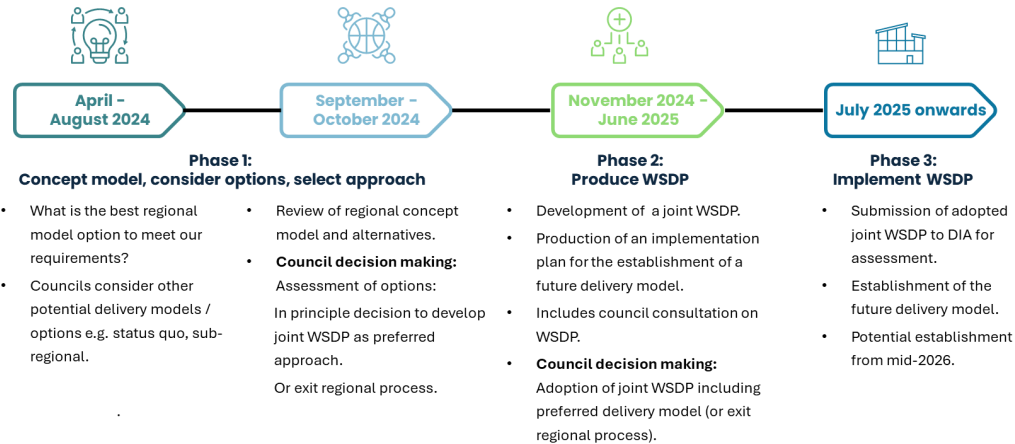 April –
August 2024
September –
October 2024
November 2024 –
June 2025
July 2025 onwards
Phase 1:
Concept model, consider options, select approach
• What is the best regional
model option to meet our
requirements?
• Councils consider other
potential delivery models /
options e.g. status quo, sub-
regional.
.
• Review of regional concept
model and alternatives.
• Council decision making:
Assessment of options:
In principle decision to develop
joint WSDP as preferred
approach.
Or exit regional process.
Phase 2:
Produce WSDP
• Development of a joint WSDP.
• Production of an implementation
plan for the establishment of a
future delivery model.
• Includes council consultation on
WSDP.
• Council decision making:
Adoption of joint WSDP including
preferred delivery model (or exit
regional process).
Phase 3:
Implement WSDP
• Submission of adopted
joint WSDP to DIA for
assessment.
• Establishment of the
future delivery model.
• Potential establishment
from mid-2026.